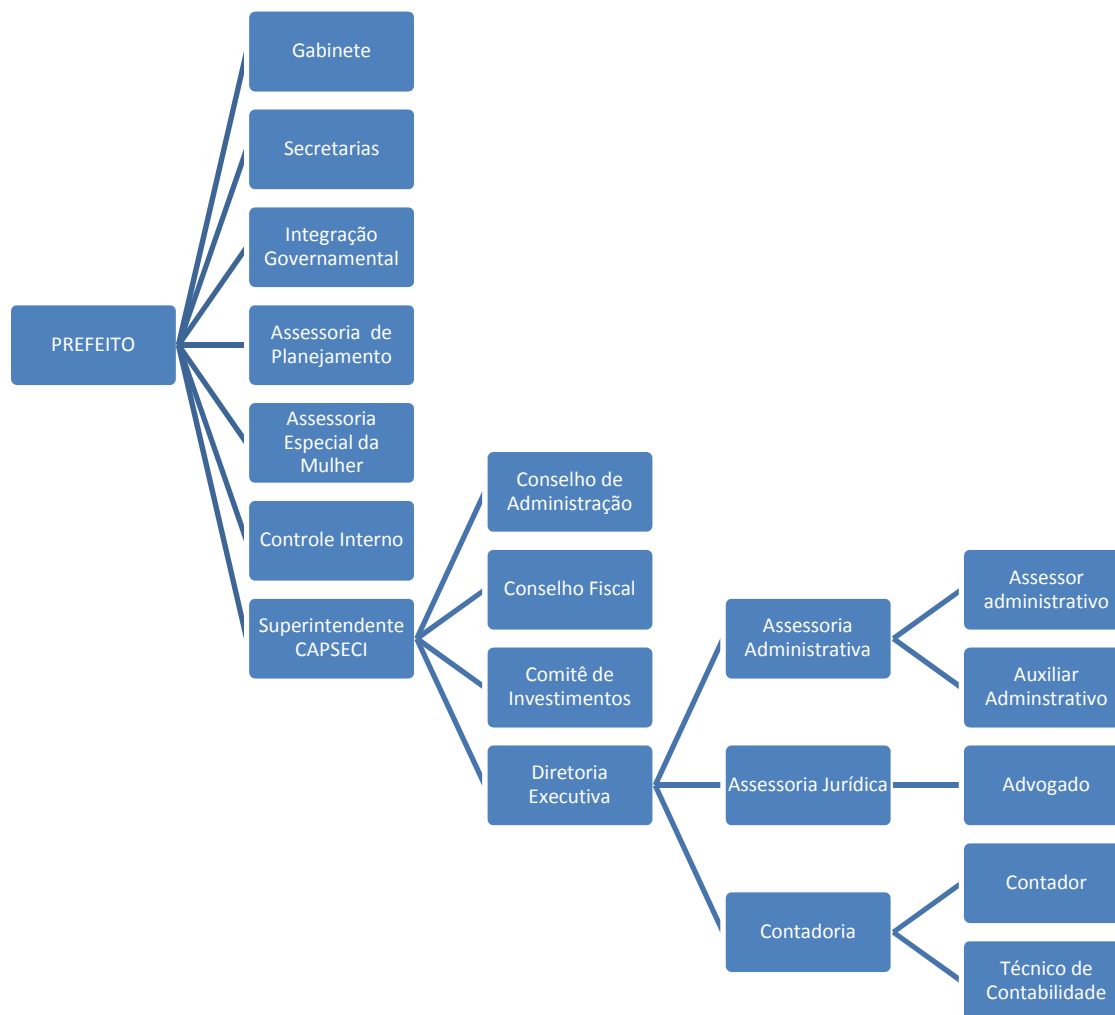 Gabinete
Secretarias
Integração
Governamental
PREFEITO
Assessoria  de
Planejamento
Assessoria
Especial da
Mulher
Controle Interno
Superintendente
CAPSECI
Conselho de
Administração
Conselho Fiscal
Comitê de
Investimentos
Diretoria
Executiva
Assessoria
Administrativa
Assessor
administrativo
Auxiliar
Adminstrativo
Assessoria Jurídica
Advogado
Contadoria
Contador
Técnico de
Contabilidade